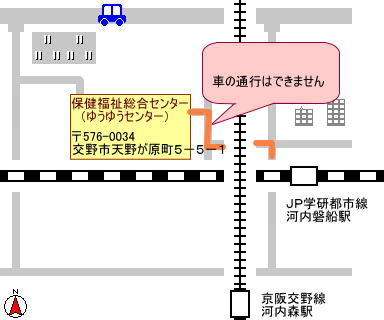 車の通行はできません
保健福祉総合センター
（ゆうゆうセンター）
〒576-0034
交野市天野が原町５−５−１
JP学研都市線
河内磐船駅
京阪交野線
河内森駅
N